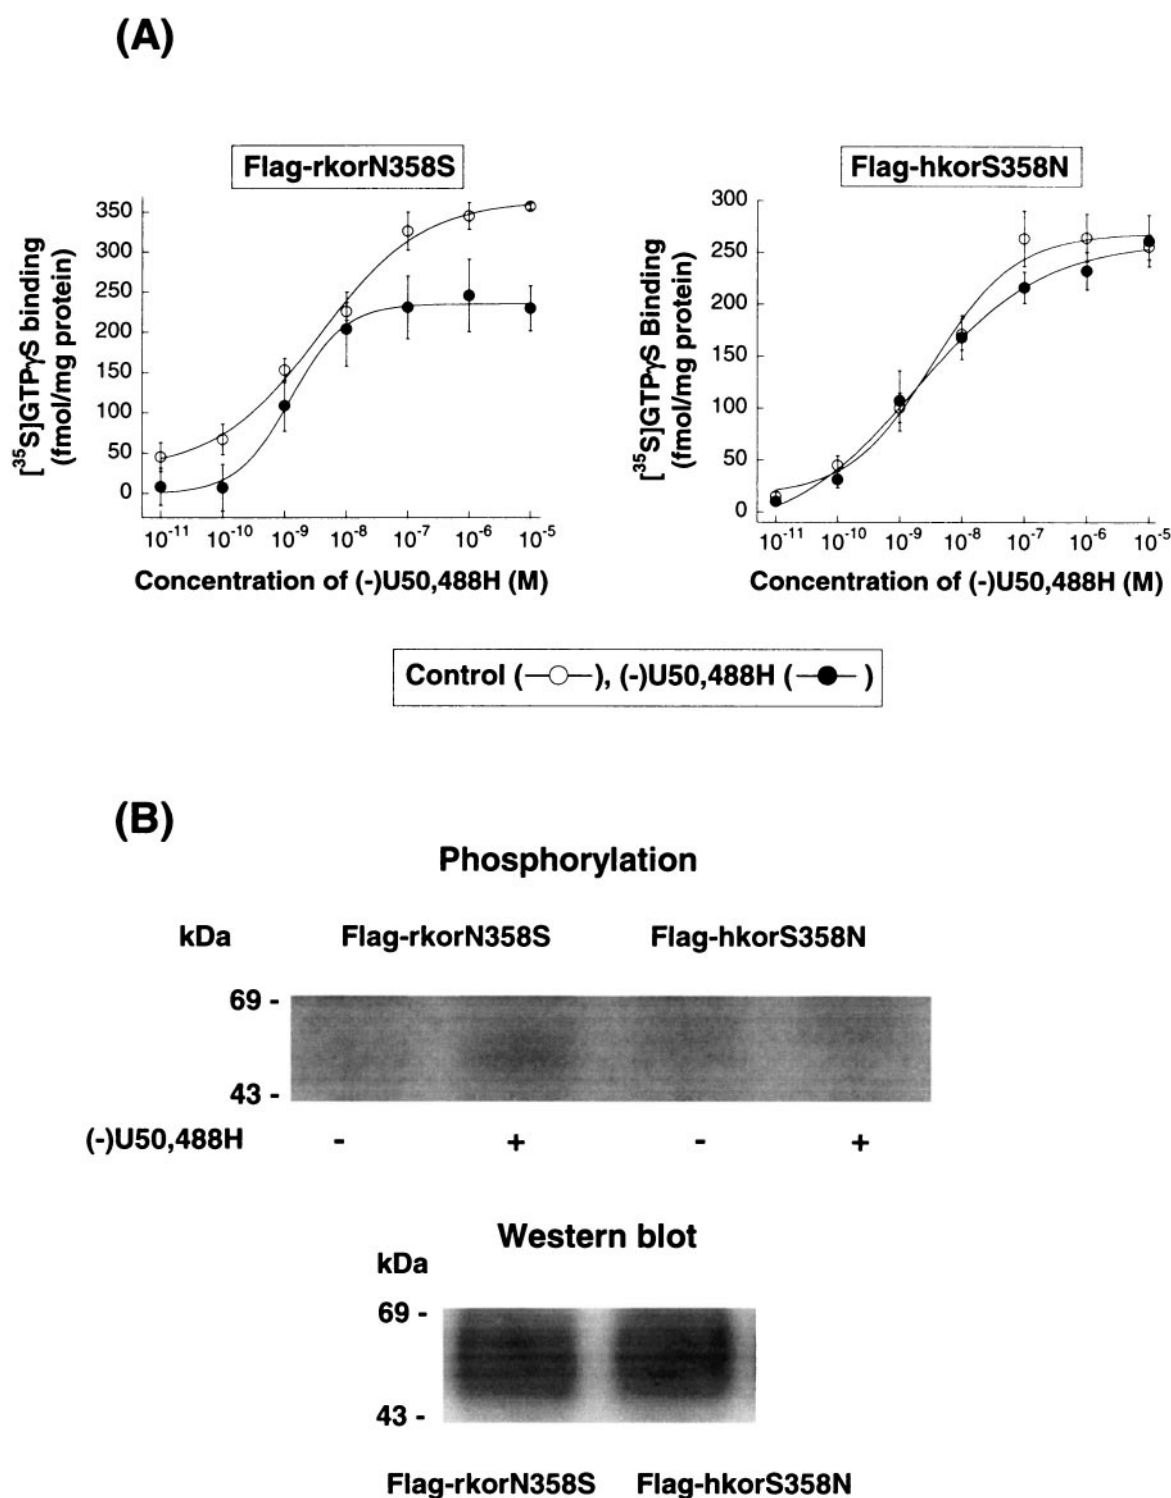 (A)
Flag-rkorN358S
[³⁵S]GTPγS binding
(fmol/mg protein)
350
300
250
200
150
100
50
0
10⁻¹¹ 10⁻¹⁰ 10⁻⁹ 10⁻⁸ 10⁻⁷ 10⁻⁶ 10⁻⁵
Concentration of (-)U50,488H (M)
Flag-hkorS358N
[³⁵S]GTPγS Binding
(fmol/mg protein)
300
250
200
150
100
50
0
10⁻¹¹ 10⁻¹⁰ 10⁻⁹ 10⁻⁸ 10⁻⁷ 10⁻⁶ 10⁻⁵
Concentration of (-)U50,488H (M)
Control (—○—), (-)U50,488H (—●—)
(B)
Phosphorylation
kDa Flag-rkorN358S Flag-hkorS358N
69 -
43 -
(-)U50,488H - + - +
Western blot
kDa
69 -
43 -
Flag-rkorN358S Flag-hkorS358N